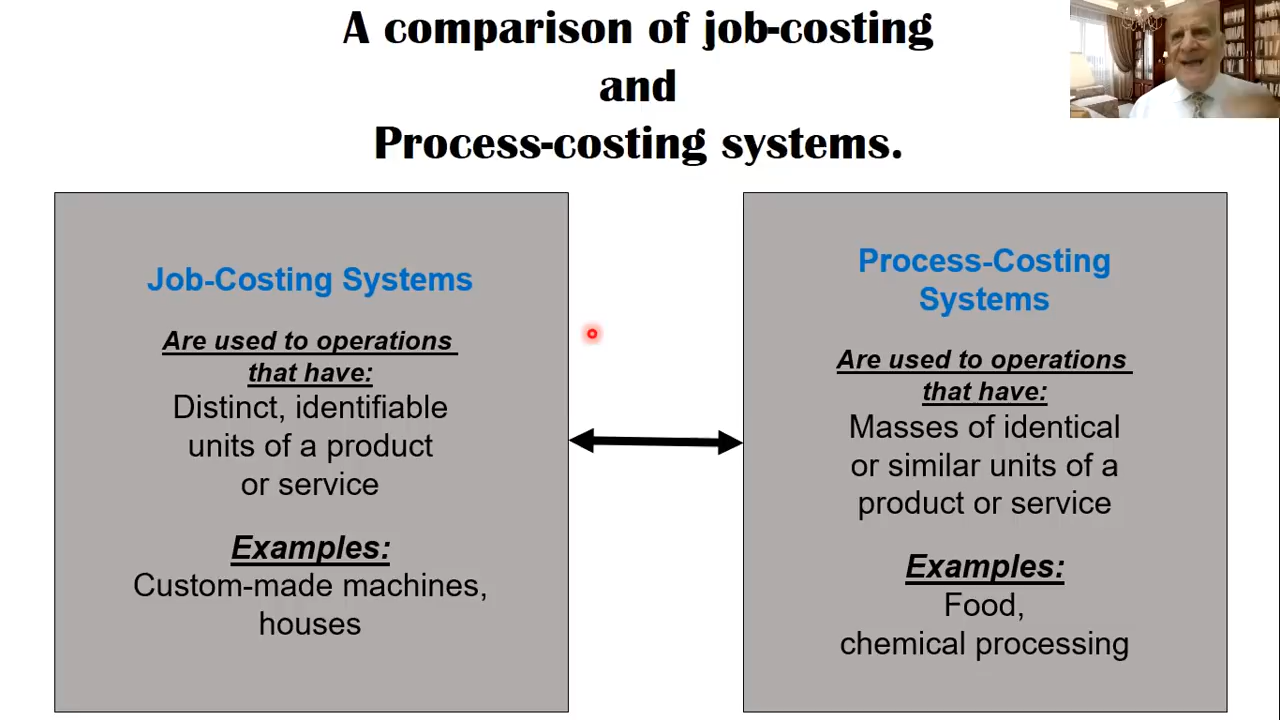 A comparison of job-costing
and
Process-costing systems.
Job-Costing Systems
Are used to operations
that have:
Distinct, identifiable
units of a product
or service
Examples:
Custom-made machines,
houses
Process-Costing
Systems
Are used to operations
that have:
Masses of identical
or similar units of a
product or service
Examples:
Food,
chemical processing